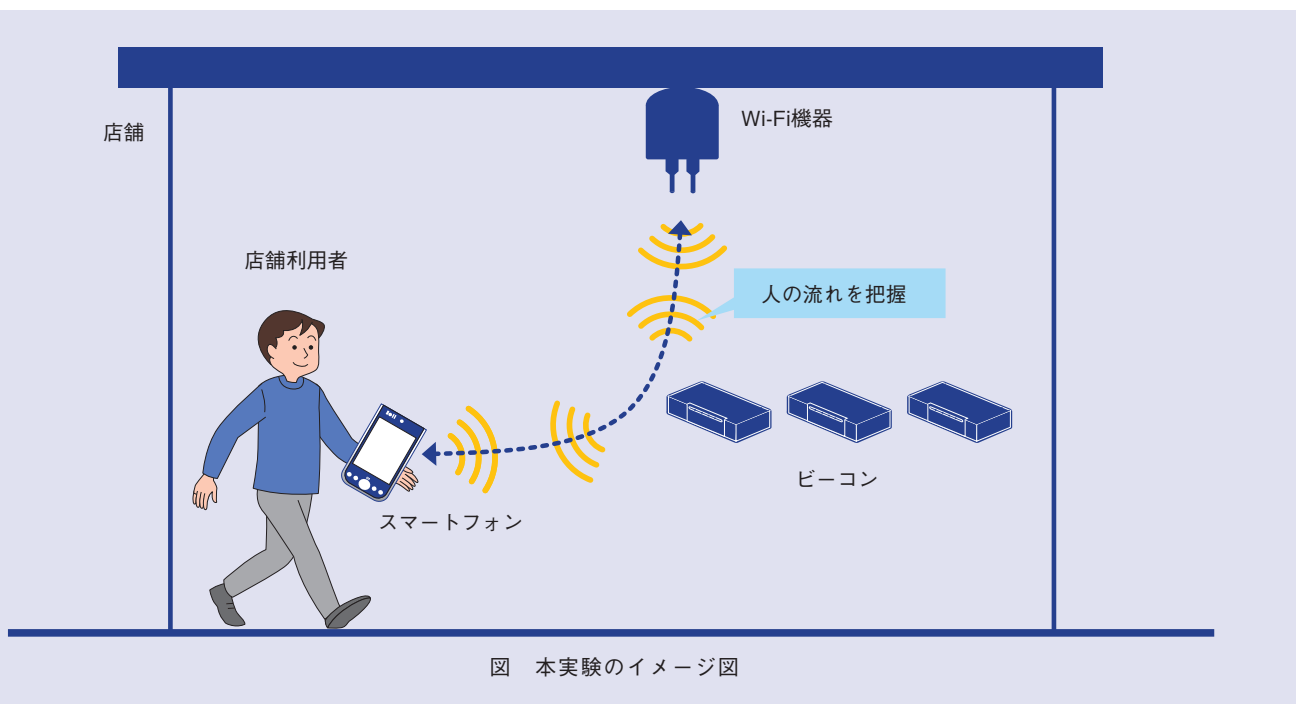 店舗
Wi-Fi機器
店舗利用者
人の流れを把握
ビーコン
スマートフォン
図　本実験のイメージ図